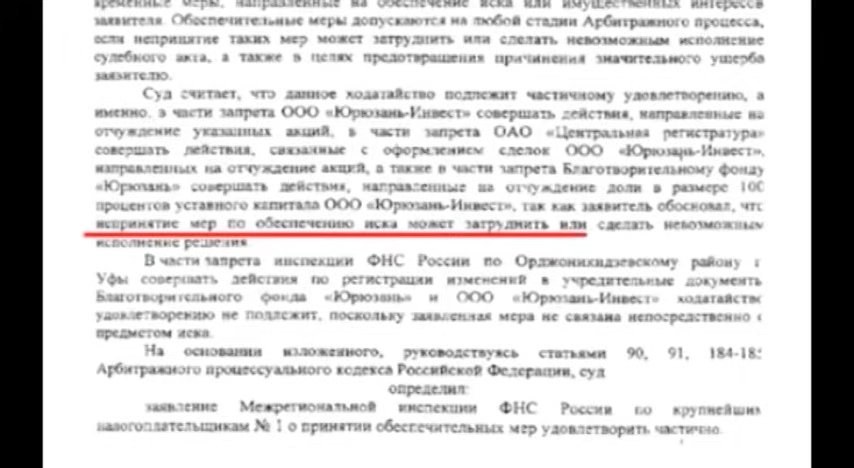 временные меры, направленные на обеспечение иска или имущественных интересов
заявителя. Обеспечительные меры допускаются на любой стадии Арбитражного процесса,
если непринятие таких мер может затруднить или сделать невозможным исполнение
судебного акта, а также в целях предотвращения причинения значительного ущерба
заявителю.
Суд считает, что данное ходатайство подлежит частичному удовлетворению, а
именно, в части запрета ООО «Юрюзань-Инвест» совершать действия, направленные на
отчуждение указанных акций, в части запрета ОАО «Центральная регистратура»
совершать действия, связанные с оформлением сделок ООО «Юрюзань-Инвест»,
направленных на отчуждение акций, а также в части запрета Благотворительному фонду
«Юрюзань» совершать действия, направленные на отчуждение доли в размере 100
процентов уставного капитала ООО «Юрюзань-Инвест», так как заявитель обосновал, что
непринятие мер по обеспечению иска может затруднить или сделать невозможным
исполнение решения.
В части запрета инспекции ФНС России по Орджоникидзевскому району г
Уфы совершать действия по регистрации изменений в учредительные документы
Благотворительного фонда «Юрюзань» и ООО «Юрюзань-Инвест» ходатайство
удовлетворению не подлежит, поскольку заявленная мера не связана непосредственно с
предметом иска.
На основании изложенного, руководствуясь статьями 90, 91, 184-185
Арбитражного процессуального кодекса Российской Федерации, суд
определил:
заявление Межрегиональной инспекции ФНС России по крупнейшим
налогоплательщикам № 1 о принятии обеспечительных мер удовлетворить частично.